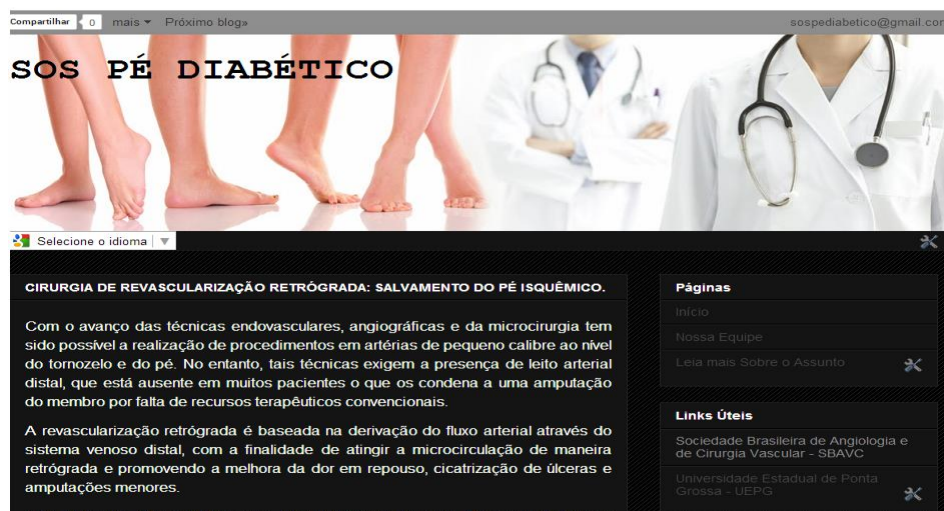 Compartilhar 0 mais Próximo blog»
sospediabetico@gmail.com
SOS PÉ DIABÉTICO
Selecione o idioma
CIRURGIA DE REVASCULARIZAÇÃO RETRÓGRADA: SALVAMENTO DO PÉ ISQUÊMICO.
Com o avanço das técnicas endovasculares, angiográficas e da microcirurgia tem
sido possível a realização de procedimentos em artérias de pequeno calibre ao nível
do tornozelo e do pé. No entanto, tais técnicas exigem a presença de leito arterial
distal, que está ausente em muitos pacientes o que os condena a uma amputação
do membro por falta de recursos terapêuticos convencionais.
A revascularização retrógrada é baseada na derivação do fluxo arterial através do
sistema venoso distal, com a finalidade de atingir a microcirculação de maneira
retrógrada e promovendo a melhora da dor em repouso, cicatrização de úlceras e
amputações menores.
Páginas
Início
Nossa Equipe
Leia mais Sobre o Assunto
Links Úteis
Sociedade Brasileira de Angiologia e
de Cirurgia Vascular - SBAVC
Universidade Estadual de Ponta
Grossa - UEPG